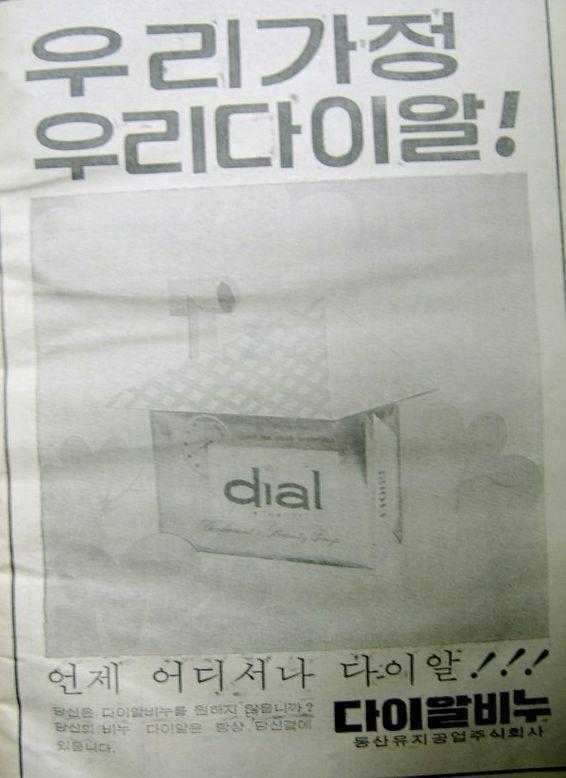 우리가정
우리다이알!
dial
언제 어디서나 다이알!!!
당신은 다이알비누를 원하지 않읍니까?
당신의 비누 다이알은 항상 당신곁에
있읍니다.
다이알비누
동산유지공업주식회사